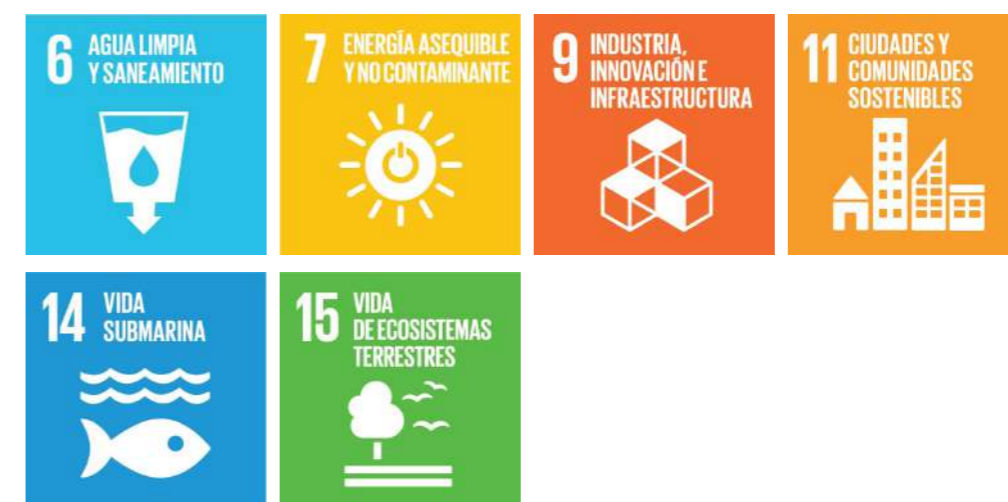 6 AGUA LIMPIA
Y SANEAMIENTO
7 ENERGÍA ASEQUIBLE
Y NO CONTAMINANTE
9 INDUSTRIA,
INNOVACIÓN E
INFRAESTRUCTURA
11 CIUDADES Y
COMUNIDADES
SOSTENIBLES
14 VIDA
SUBMARINA
15 VIDA
DE ECOSISTEMAS
TERRESTRES